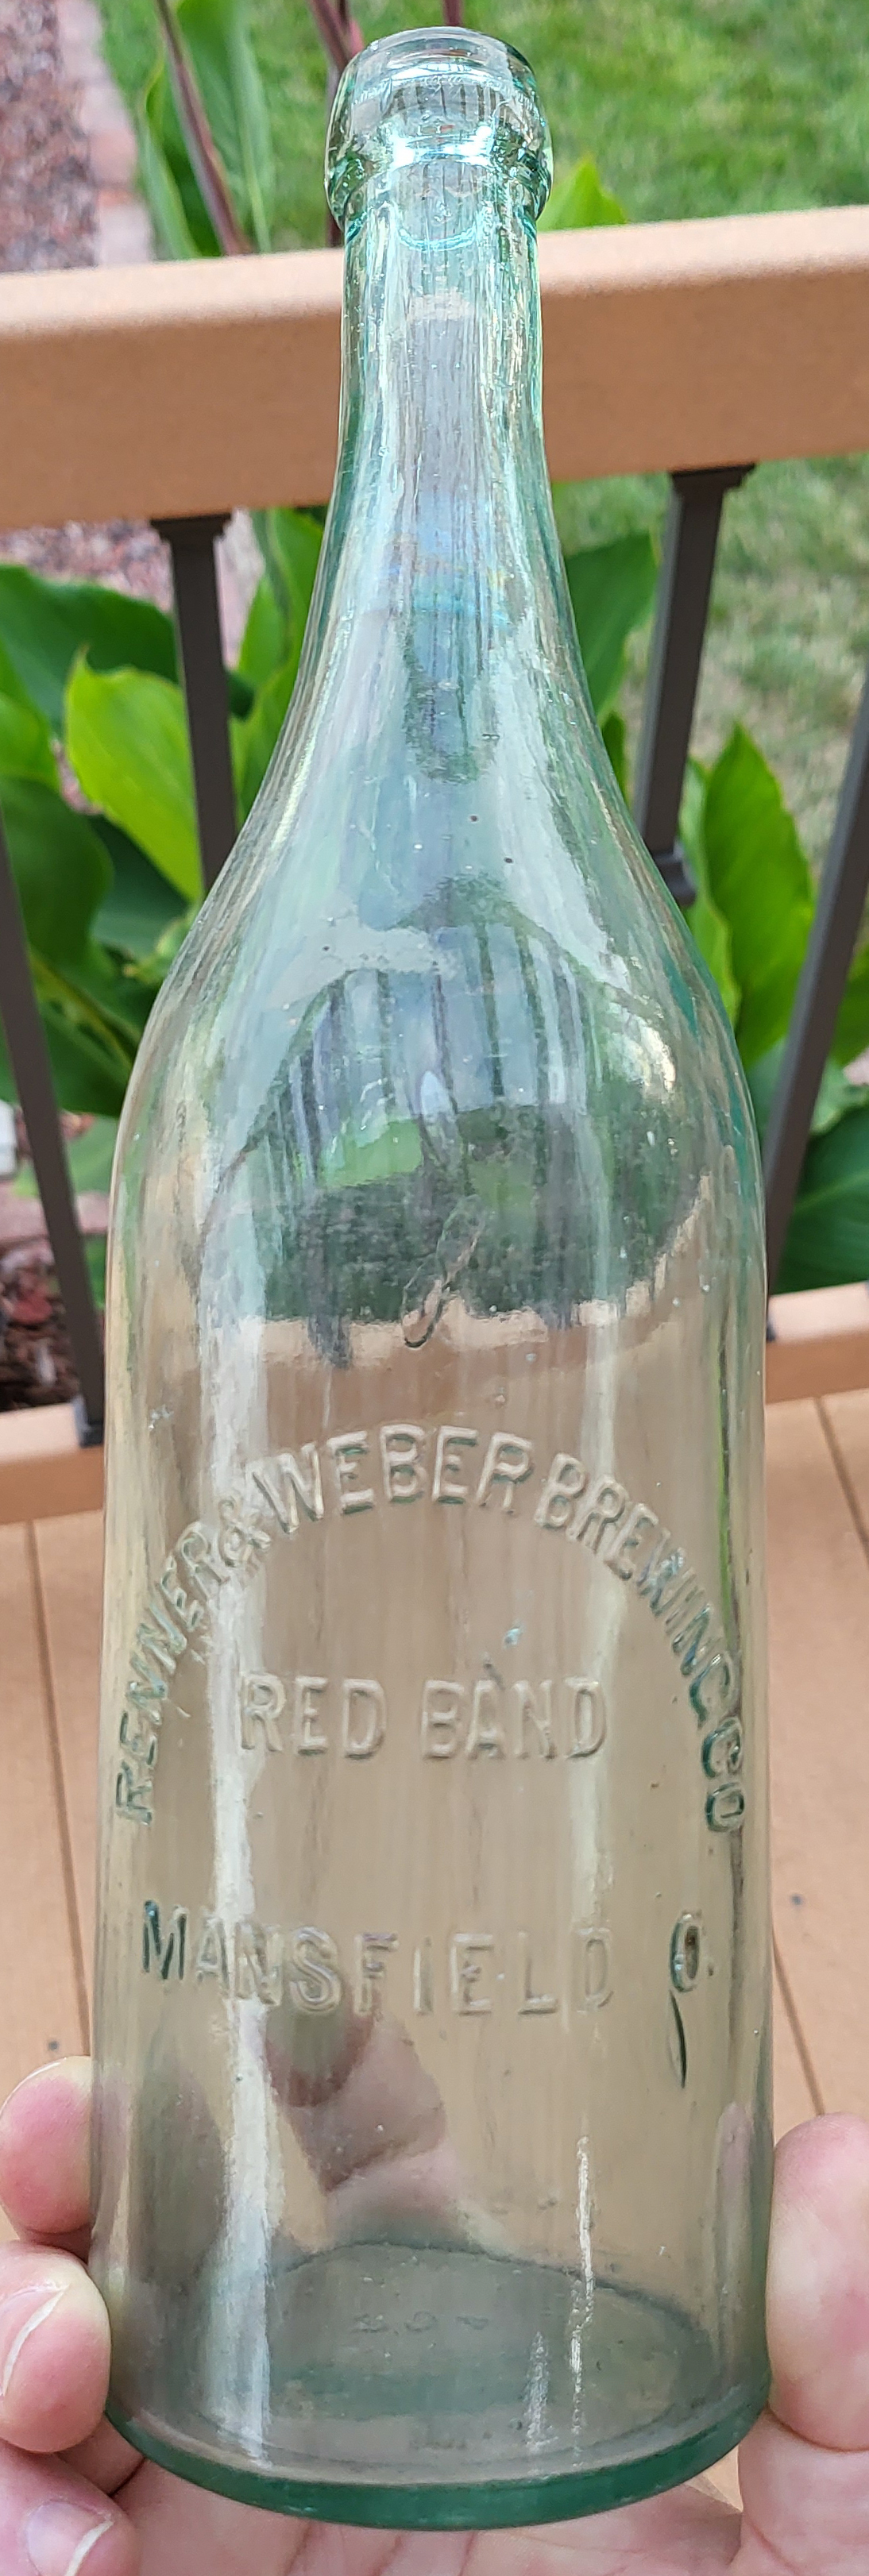 RENNER & WEBER BREWING CO
RED BAND
MANSFIELD O.